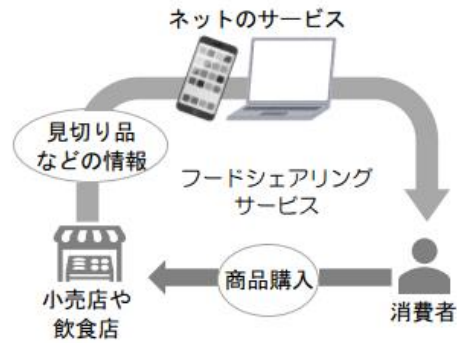 ネットのサービス
見切り品
などの情報
フードシェアリング
サービス
商品購入
小売店や
飲食店
消費者